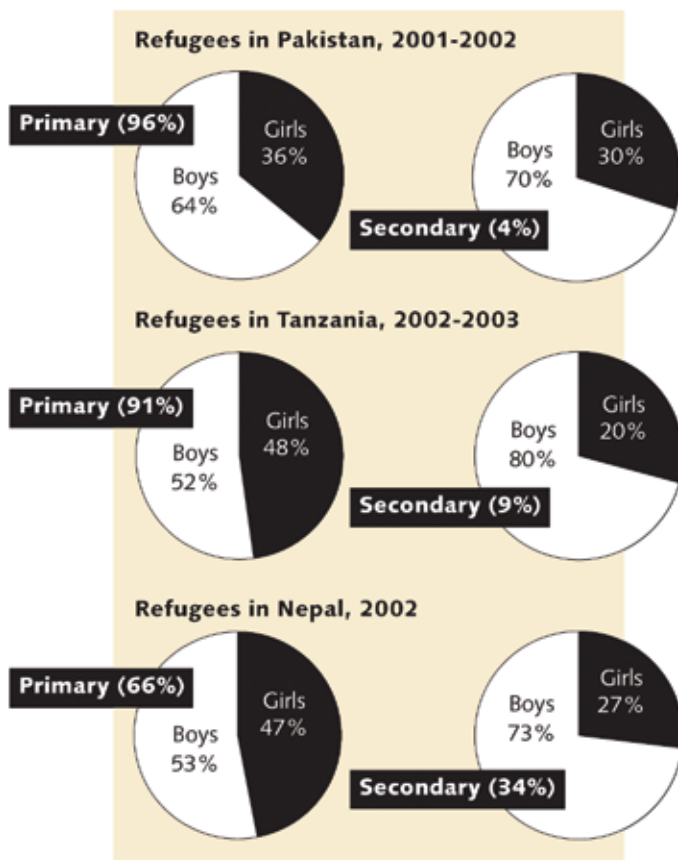 Refugees in Pakistan, 2001-2002
Primary (96%)
Girls
36%
Boys
64%
Girls
30%
Boys
70%
Secondary (4%)
Refugees in Tanzania, 2002-2003
Primary (91%)
Girls
48%
Boys
52%
Girls
20%
Boys
80%
Secondary (9%)
Refugees in Nepal, 2002
Primary (66%)
Girls
47%
Boys
53%
Girls
27%
Boys
73%
Secondary (34%)